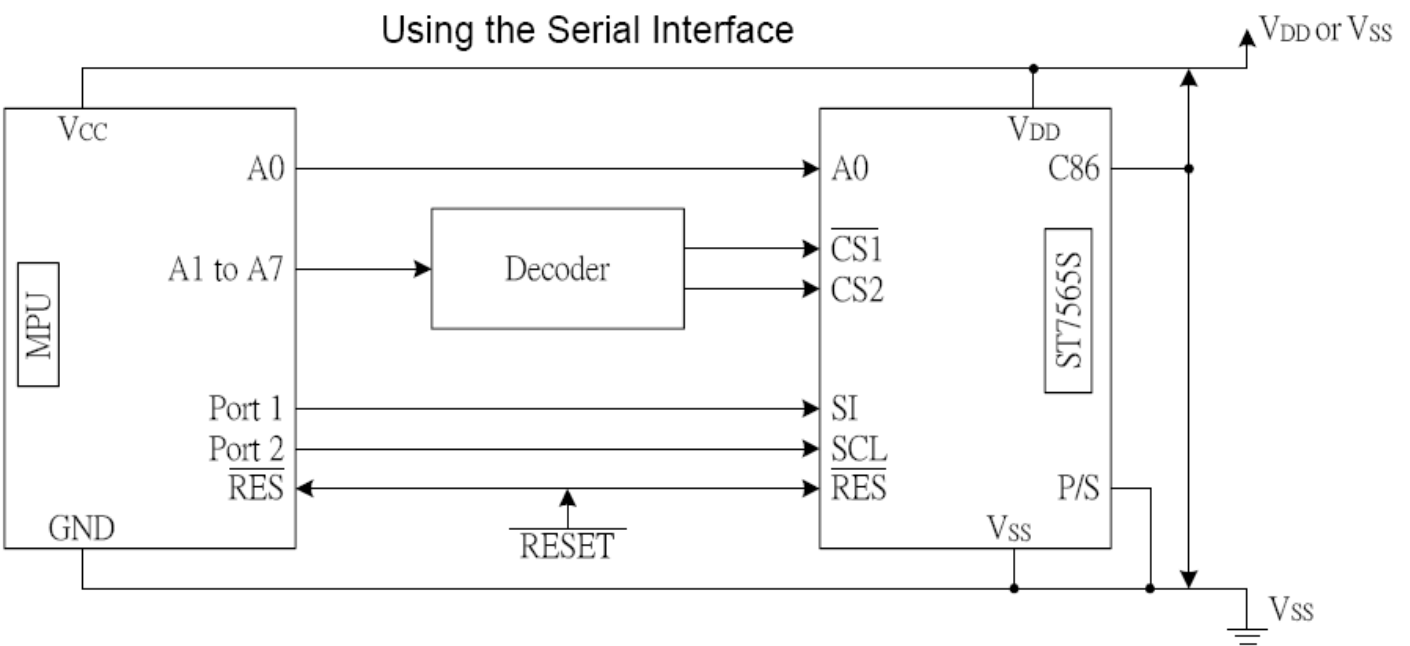 Using the Serial Interface
VDD or VSS
VCC
VDD
A0
A0
C86
A1 to A7
Decoder
CS1
CS2
MPU
ST7565S
Port 1
SI
Port 2
SCL
RES
RES
P/S
RESET
GND
VSS
VSS